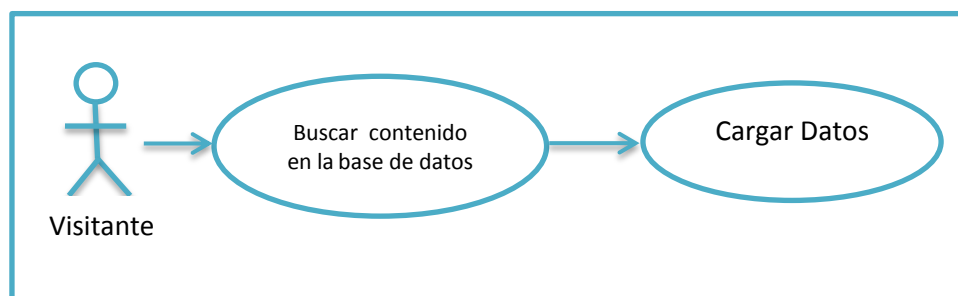 Visitante
Buscar contenido
en la base de datos
Cargar Datos